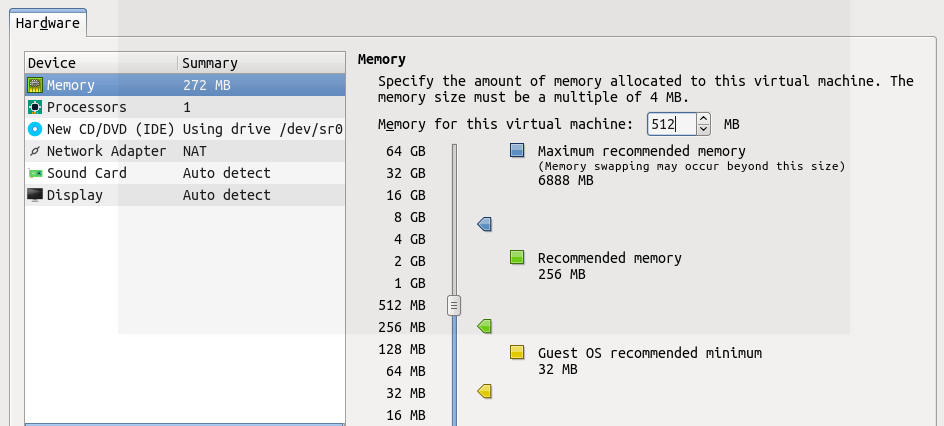 Hardware
Device Summary
Memory 272 MB
Processors 1
New CD/DVD (IDE) Using drive /dev/sr0
Network Adapter NAT
Sound Card Auto detect
Display Auto detect
Memory
Specify the amount of memory allocated to this virtual machine. The
memory size must be a multiple of 4 MB.
Memory for this virtual machine: 512 MB
64 GB
32 GB
16 GB
8 GB
4 GB
2 GB
1 GB
512 MB
256 MB
128 MB
64 MB
32 MB
16 MB
Maximum recommended memory
(Memory swapping may occur beyond this size)
6888 MB
Recommended memory
256 MB
Guest OS recommended minimum
32 MB